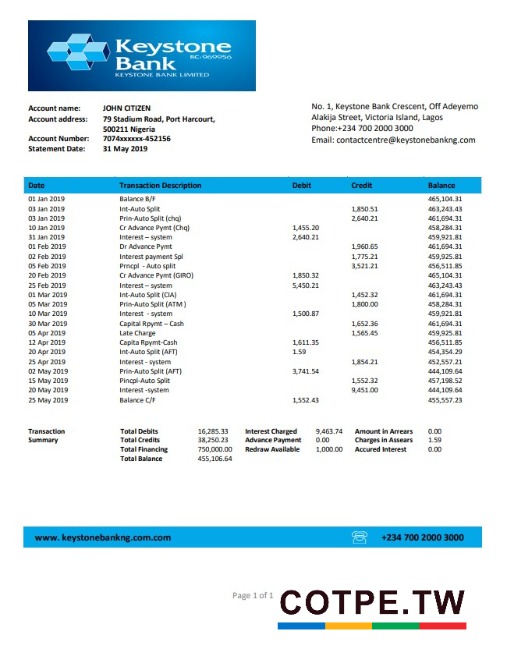 Keystone
Bank RC-969056
KEYSTONE BANK LIMITED
Account name: JOHN CITIZEN
Account address: 79 Stadium Road, Port Harcourt,
500211 Nigeria
Account Number: 7074xxxxxx-452156
Statement Date: 31 May 2019
No. 1, Keystone Bank Crescent, Off Adeyemo
Alakija Street, Victoria Island, Lagos
Phone:+234 700 2000 3000
Email: contactcentre@keystonebankng.com
Date Transaction Description Debit Credit Balance
01 Jan 2019 Balance B/F 465,104.31
03 Jan 2019 Int-Auto Split 1,850.51 463,243.43
03 Jan 2019 Prin-Auto Split (chq) 2,640.21 461,694.31
10 Jan 2019 Cr Advance Pymt (Chq) 1,455.20 458,284.31
31 Jan 2019 Interest – system 2,640.21 459,921.81
01 Feb 2019 Dr Advance Pymt 1,960.65 461,694.31
02 Feb 2019 Interest payment Spl 1,775.21 459,925.81
05 Feb 2019 Prncpl - Auto split 3,521.21 456,511.85
20 Feb 2019 Cr Advance Pymt (GIRO) 1,850.32 459,921.81
25 Feb 2019 Interest – system 5,450.21 463,243.43
01 Mar 2019 Int-Auto Split (CIA) 1,452.32 461,694.31
05 Mar 2019 Prin-Auto Split (ATM ) 1,800.00 458,284.31
10 Mar 2019 Interest - system 1,500.87 459,921.81
30 Mar 2019 Capital Rpymt – Cash 1,652.36 461,694.31
05 Apr 2019 Late Charge 1,565.45 459,925.81
12 Apr 2019 Capita Rpymt-Cash 1,611.35 456,511.85
20 Apr 2019 Int-Auto Split (AFT) 1.59 454,354.29
25 Apr 2019 Interest - system 1,854.21 452,557.21
02 May 2019 Prin-Auto Split (AFT) 3,741.54 444,109.64
15 May 2019 Pincpl-Auto Split 1,552.32 457,198.52
20 May 2019 Interest -system 9,451.00 444,109.64
25 May 2019 Balance C/F 1,552.43 455,557.23
Transaction Total Debits 16,285.33 Interest Charged 9,463.74 Amount in Arrears 0.00
Summary Total Credits 38,250.23 Advance Payment 0.00 Charges in Assears 1.59
Total Financing 750,000.00 Redraw Available 1,000.00 Accured Interest 0.00
Total Balance 455,106.64
www. keystonebankng.com.com +234 700 2000 3000
Page 1 of 1
COTPE.TW